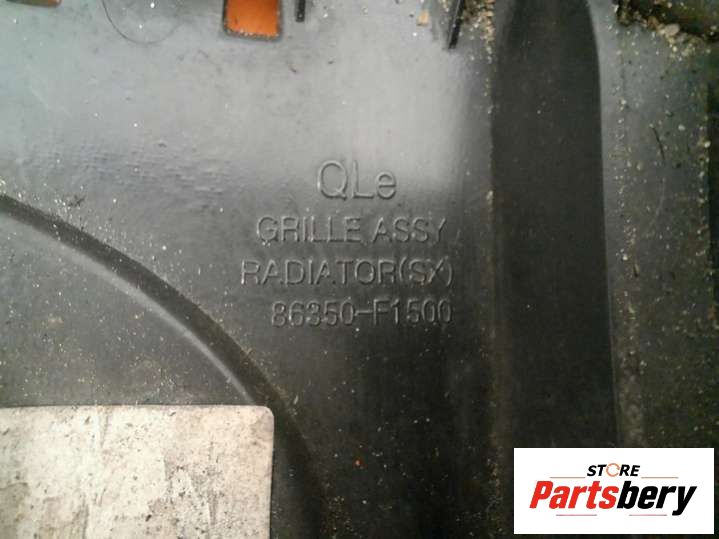 QLe
GRILLE ASSY
RADIATOR(SX)
86350-F1500
STORE
Partsbery